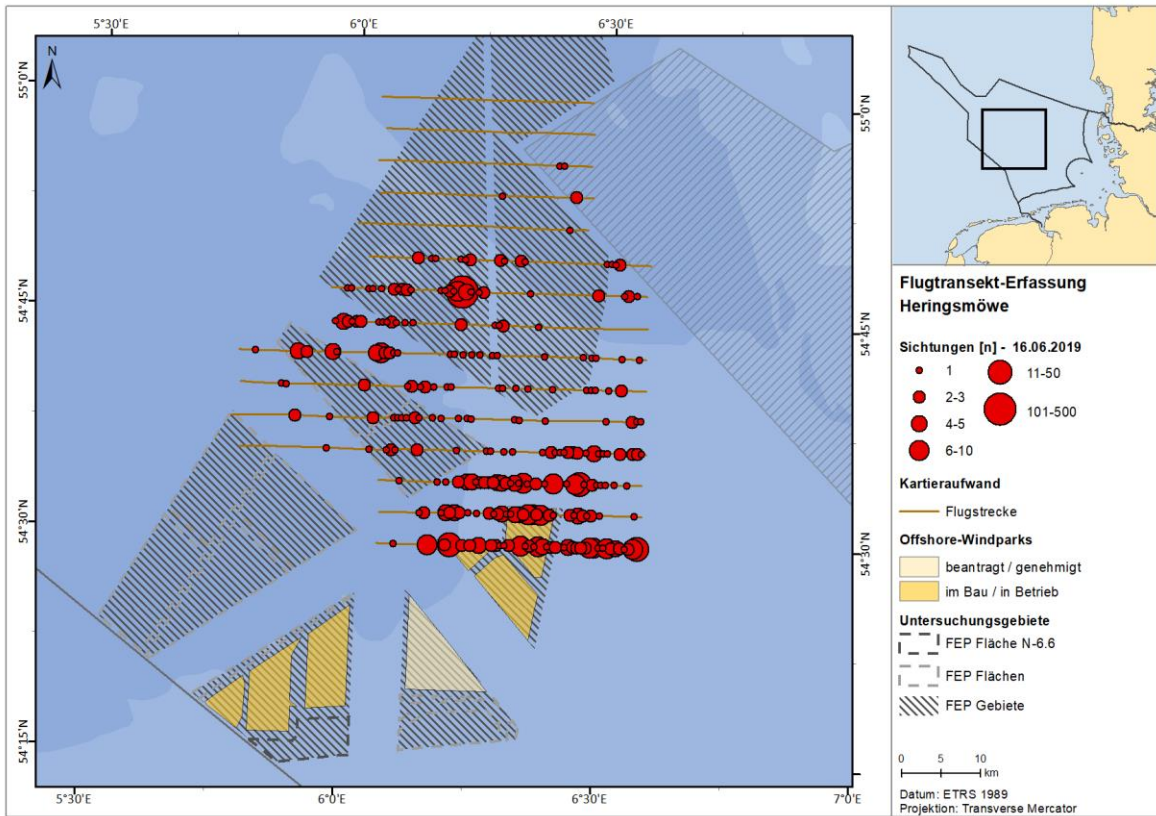 5°30'E
6°0'E
6°30'E
N
55°0'N
55°0'N
54°45'N
54°45'N
54°30'N
54°30'N
54°15'N
5°30'E
6°0'E
6°30'E
7°0'E
Flugtransekt-Erfassung
Heringsmöwe
Sichtungen [n] - 16.06.2019
1
11-50
2-3
101-500
4-5
6-10
Kartieraufwand
Flugstrecke
Offshore-Windparks
beantragt / genehmigt
im Bau / in Betrieb
Untersuchungsgebiete
FEP Fläche N-6.6
FEP Flächen
FEP Gebiete
0 5 10
km
Datum: ETRS 1989
Projektion: Transverse Mercator